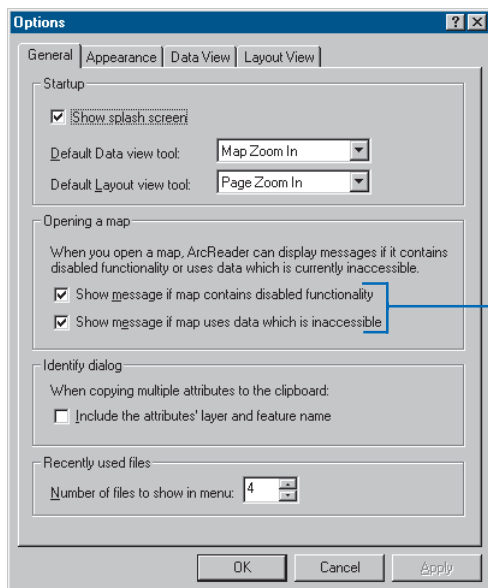 Options
General Appearance Data View Layout View
Startup
Show splash screen
Default Data view tool: Map Zoom In
Default Layout view tool: Page Zoom In
Opening a map
When you open a map, ArcReader can display messages if it contains
disabled functionality or uses data which is currently inaccessible.
Show message if map contains disabled functionality
Show message if map uses data which is inaccessible
Identify dialog
When copying multiple attributes to the clipboard:
Include the attributes' layer and feature name
Recently used files
Number of files to show in menu: 4
OK Cancel Apply